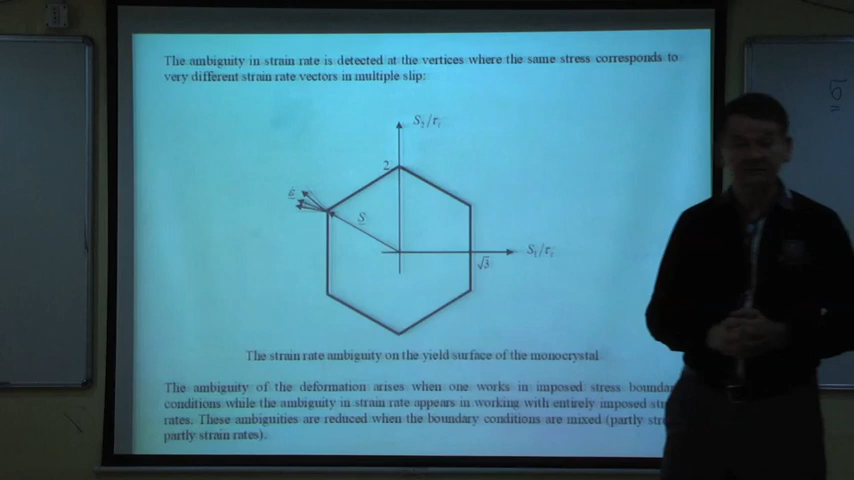 The ambiguity in strain rate is detected at the vertices where the same stress corresponds to
very different strain rate vectors in multiple slip:
S₂/τᵣ
2
ε̇
S
S₁/τᵣ
√3
The strain rate ambiguity on the yield surface of the monocrystal
The ambiguity of the deformation arises when one works in imposed stress
conditions while the ambiguity in strain rate appears in working with entirely imposed
rates. These ambiguities are reduced when the boundary conditions are mixed (partly
partly strain rates).